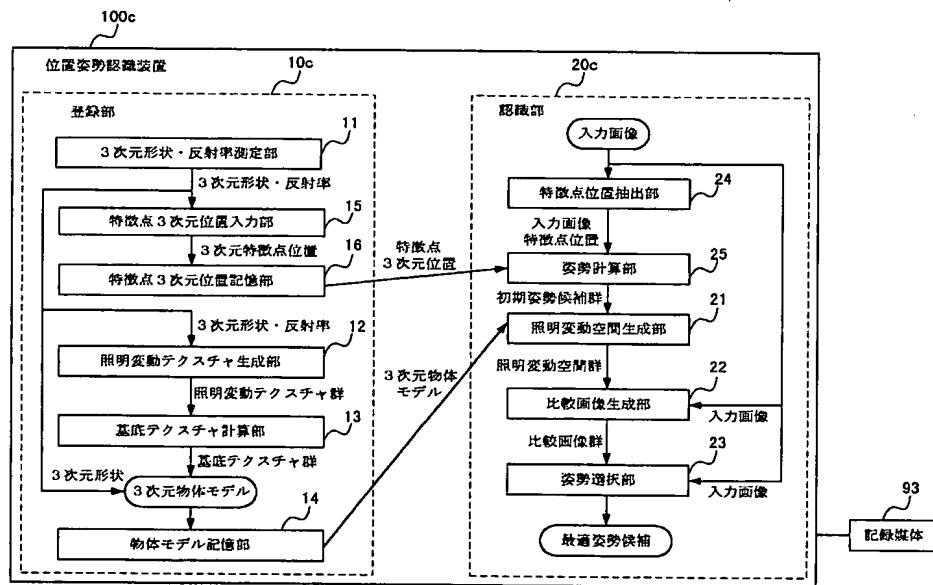 100c
位置姿勢認識装置
10c
20c
登録部
認識部
11
3次元形状・反射率測定部
3次元形状・反射率
15
特徴点3次元位置入力部
3次元特徴点位置
16
特徴点3次元位置記憶部
特徴点
3次元位置
3次元形状・反射率
12
照明変動テクスチャ生成部
照明変動テクスチャ群
13
基底テクスチャ計算部
基底テクスチャ群
3次元形状
3次元物体モデル
14
物体モデル記憶部
3次元物体
モデル
入力画像
24
特徴点位置抽出部
入力画像
特徴点位置
25
姿勢計算部
初期姿勢候補群
21
照明変動空間生成部
照明変動空間群
22
比較画像生成部
入力画像
比較画像群
23
姿勢選択部
入力画像
最適姿勢候補
93
記録媒体